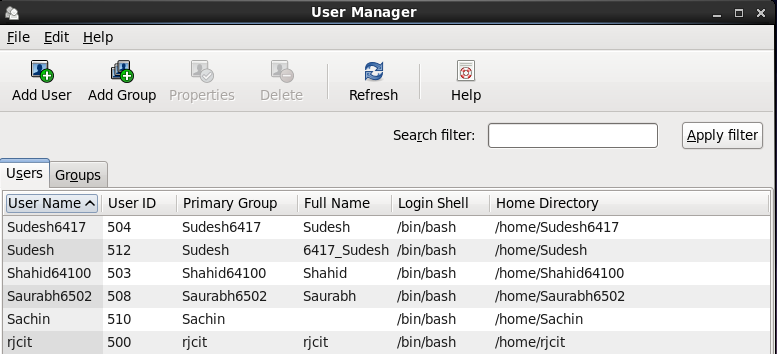 User Manager
File Edit Help
Add User Add Group Properties Delete Refresh Help
Search filter: Apply filter
Users Groups
User Name User ID Primary Group Full Name Login Shell Home Directory
Sudesh6417 504 Sudesh6417 Sudesh /bin/bash /home/Sudesh6417
Sudesh 512 Sudesh 6417_Sudesh /bin/bash /home/Sudesh
Shahid64100 503 Shahid64100 Shahid /bin/bash /home/Shahid64100
Saurabh6502 508 Saurabh6502 Saurabh /bin/bash /home/Saurabh6502
Sachin 510 Sachin /bin/bash /home/Sachin
rjcit 500 rjcit rjcit /bin/bash /home/rjcit